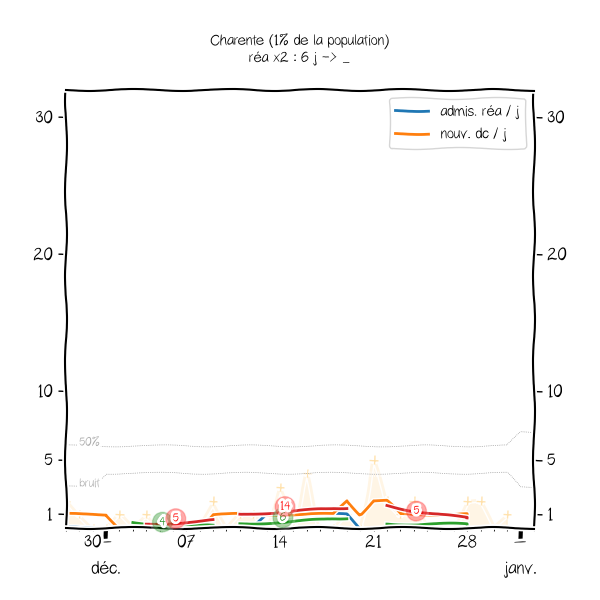 Charente (1% de la population)
réa x2 : 6 j -> _
admis. réa / j
nouv. dc / j
30 30
20 20
10 10
50%
5 5
bruit
14
5
1 4 5 6 1
30 07 14 21 28
déc. janv.